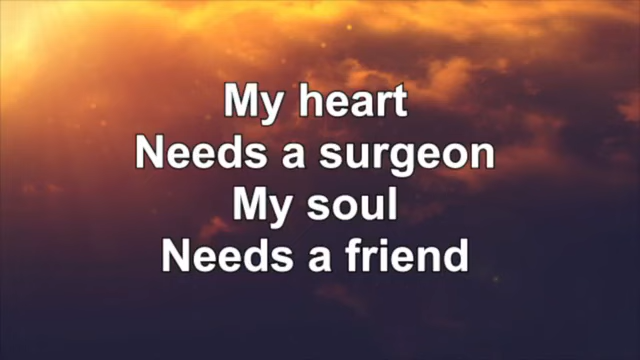 My heart
Needs a surgeon
My soul
Needs a friend